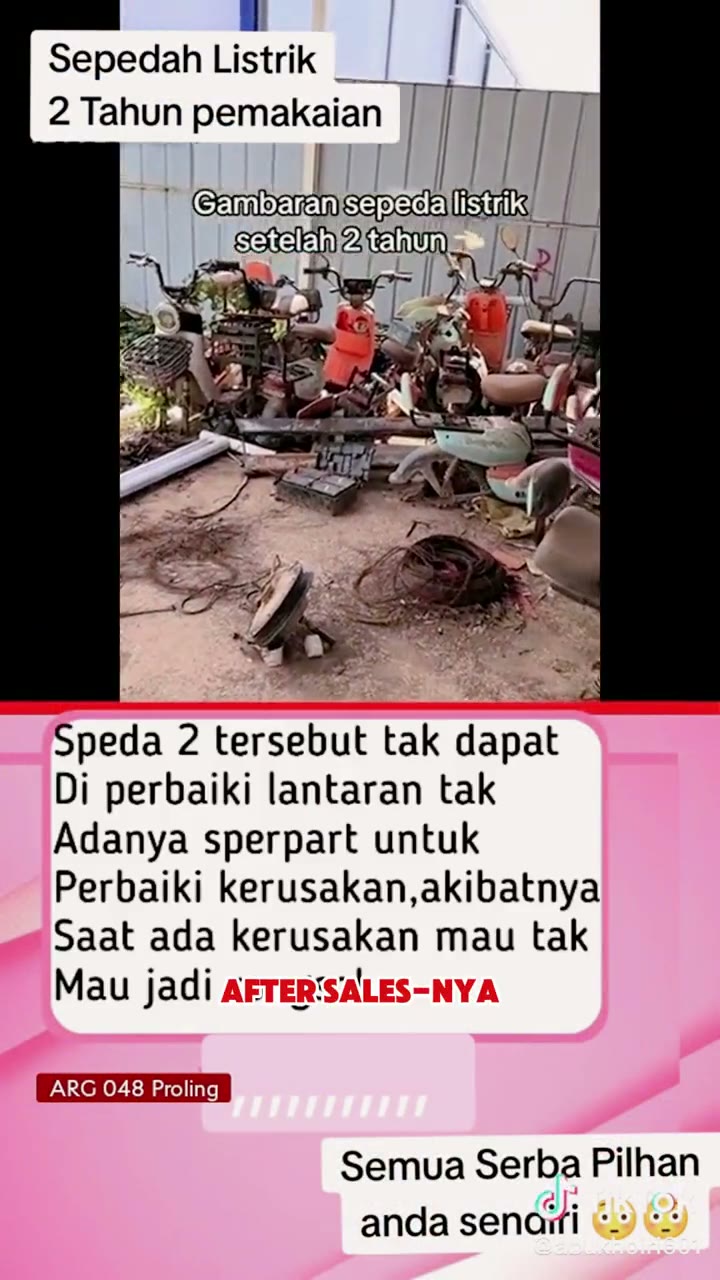 Sepedah Listrik
2 Tahun pemakaian
Gambaran sepeda listrik
setelah 2 tahun
Speda 2 tersebut tak dapat
Di perbaiki lantaran tak
Adanya sperpart untuk
Perbaiki kerusakan,akibatnya
Saat ada kerusakan mau tak
Mau jadi
AFTER SALES-NYA
ARG 048 Proling
Semua Serba Pilhan
anda sendiri 😳😳